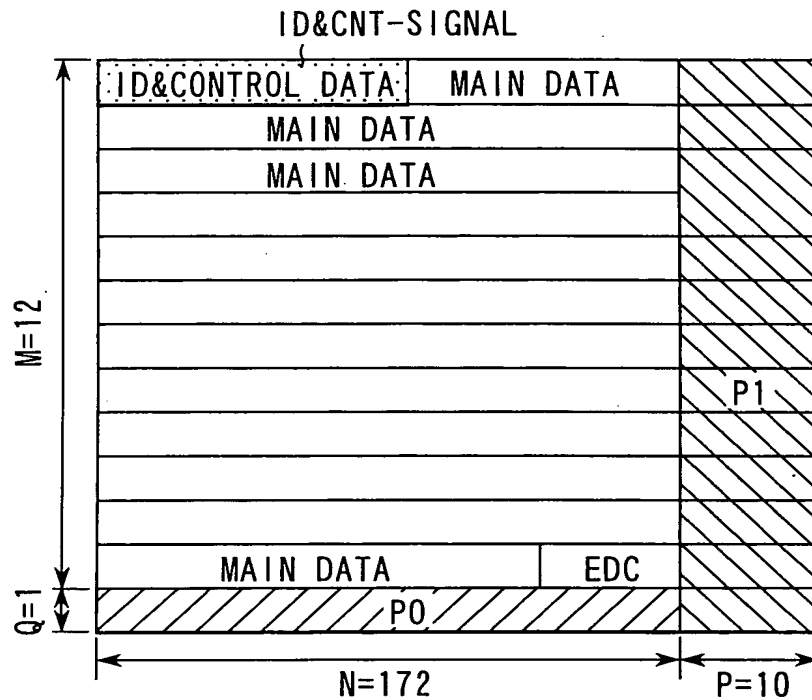 ID&CNT-SIGNAL
ID&CONTROL DATA
MAIN DATA
MAIN DATA
MAIN DATA
M=12
P1
MAIN DATA
EDC
Q=1
PO
N=172
P=10